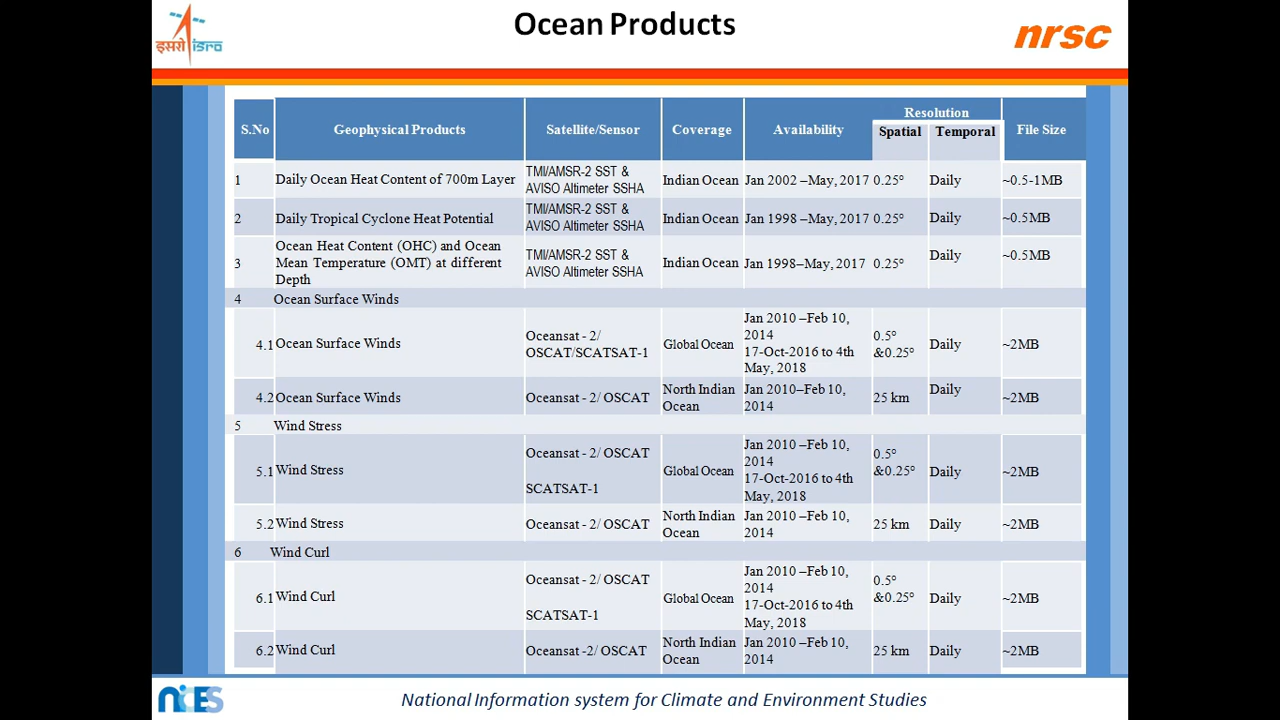 Ocean Products
इसरो isro
nrsc
S.No Geophysical Products Satellite/Sensor Coverage Availability Resolution Spatial Temporal File Size
1 Daily Ocean Heat Content of 700m Layer TMI/AMSR-2 SST & AVISO Altimeter SSHA Indian Ocean Jan 2002 –May, 2017 0.25° Daily ~0.5-1MB
2 Daily Tropical Cyclone Heat Potential TMI/AMSR-2 SST & AVISO Altimeter SSHA Indian Ocean Jan 1998 –May, 2017 0.25° Daily ~0.5MB
3 Ocean Heat Content (OHC) and Ocean Mean Temperature (OMT) at different Depth TMI/AMSR-2 SST & AVISO Altimeter SSHA Indian Ocean Jan 1998–May, 2017 0.25° Daily ~0.5MB
4 Ocean Surface Winds
4.1 Ocean Surface Winds Oceansat - 2/ OSCAT/SCATSAT-1 Global Ocean Jan 2010 –Feb 10, 2014 17-Oct-2016 to 4th May, 2018 0.5° &0.25° Daily ~2MB
4.2 Ocean Surface Winds Oceansat - 2/ OSCAT North Indian Ocean Jan 2010–Feb 10, 2014 25 km Daily ~2MB
5 Wind Stress
5.1 Wind Stress Oceansat - 2/ OSCAT SCATSAT-1 Global Ocean Jan 2010 –Feb 10, 2014 17-Oct-2016 to 4th May, 2018 0.5° &0.25° Daily ~2MB
5.2 Wind Stress Oceansat - 2/ OSCAT North Indian Ocean Jan 2010 –Feb 10, 2014 25 km Daily ~2MB
6 Wind Curl
6.1 Wind Curl Oceansat - 2/ OSCAT SCATSAT-1 Global Ocean Jan 2010 –Feb 10, 2014 17-Oct-2016 to 4th May, 2018 0.5° &0.25° Daily ~2MB
6.2 Wind Curl Oceansat -2/ OSCAT North Indian Ocean Jan 2010 –Feb 10, 2014 25 km Daily ~2MB
NICES
National Information system for Climate and Environment Studies